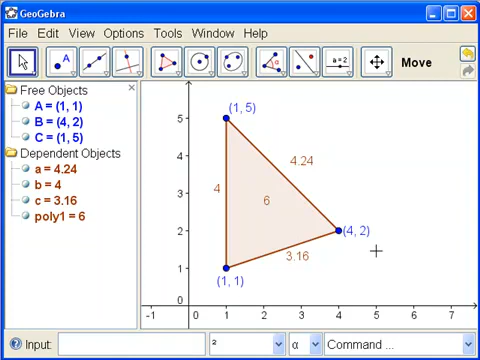 GeoGebra
File Edit View Options Tools Window Help
A a=2 Move
Free Objects
A = (1, 1)
B = (4, 2)
C = (1, 5)
Dependent Objects
a = 4.24
b = 4
c = 3.16
poly1 = 6
(1, 5)
5
4
4.24
4
3
6
2
(4, 2)
3.16
1
(1, 1)
0
-1 0 1 2 3 4 5 6 7
Input: ² α Command ...